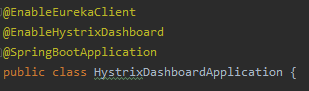 @EnableEurekaClient
@EnableHystrixDashboard
@SpringBootApplication
public class HystrixDashboardApplication {